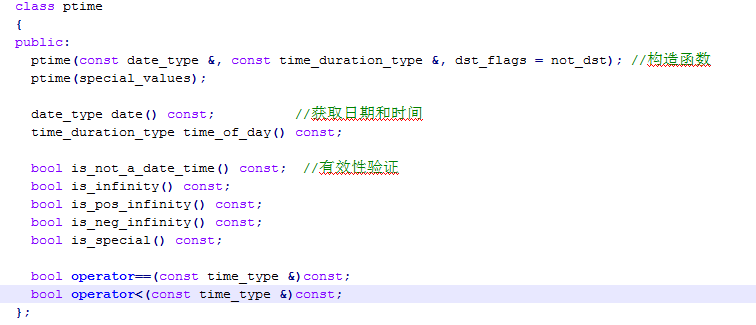 class ptime
{
public:
  ptime(const date_type &, const time_duration_type &, dst_flags = not_dst); //构造函数
  ptime(special_values);
  date_type date() const;          //获取日期和时间
  time_duration_type time_of_day() const;
  bool is_not_a_date_time() const;  //有效性验证
  bool is_infinity() const;
  bool is_pos_infinity() const;
  bool is_neg_infinity() const;
  bool is_special() const;
  bool operator==(const time_type &)const;
  bool operator<(const time_type &)const;
};